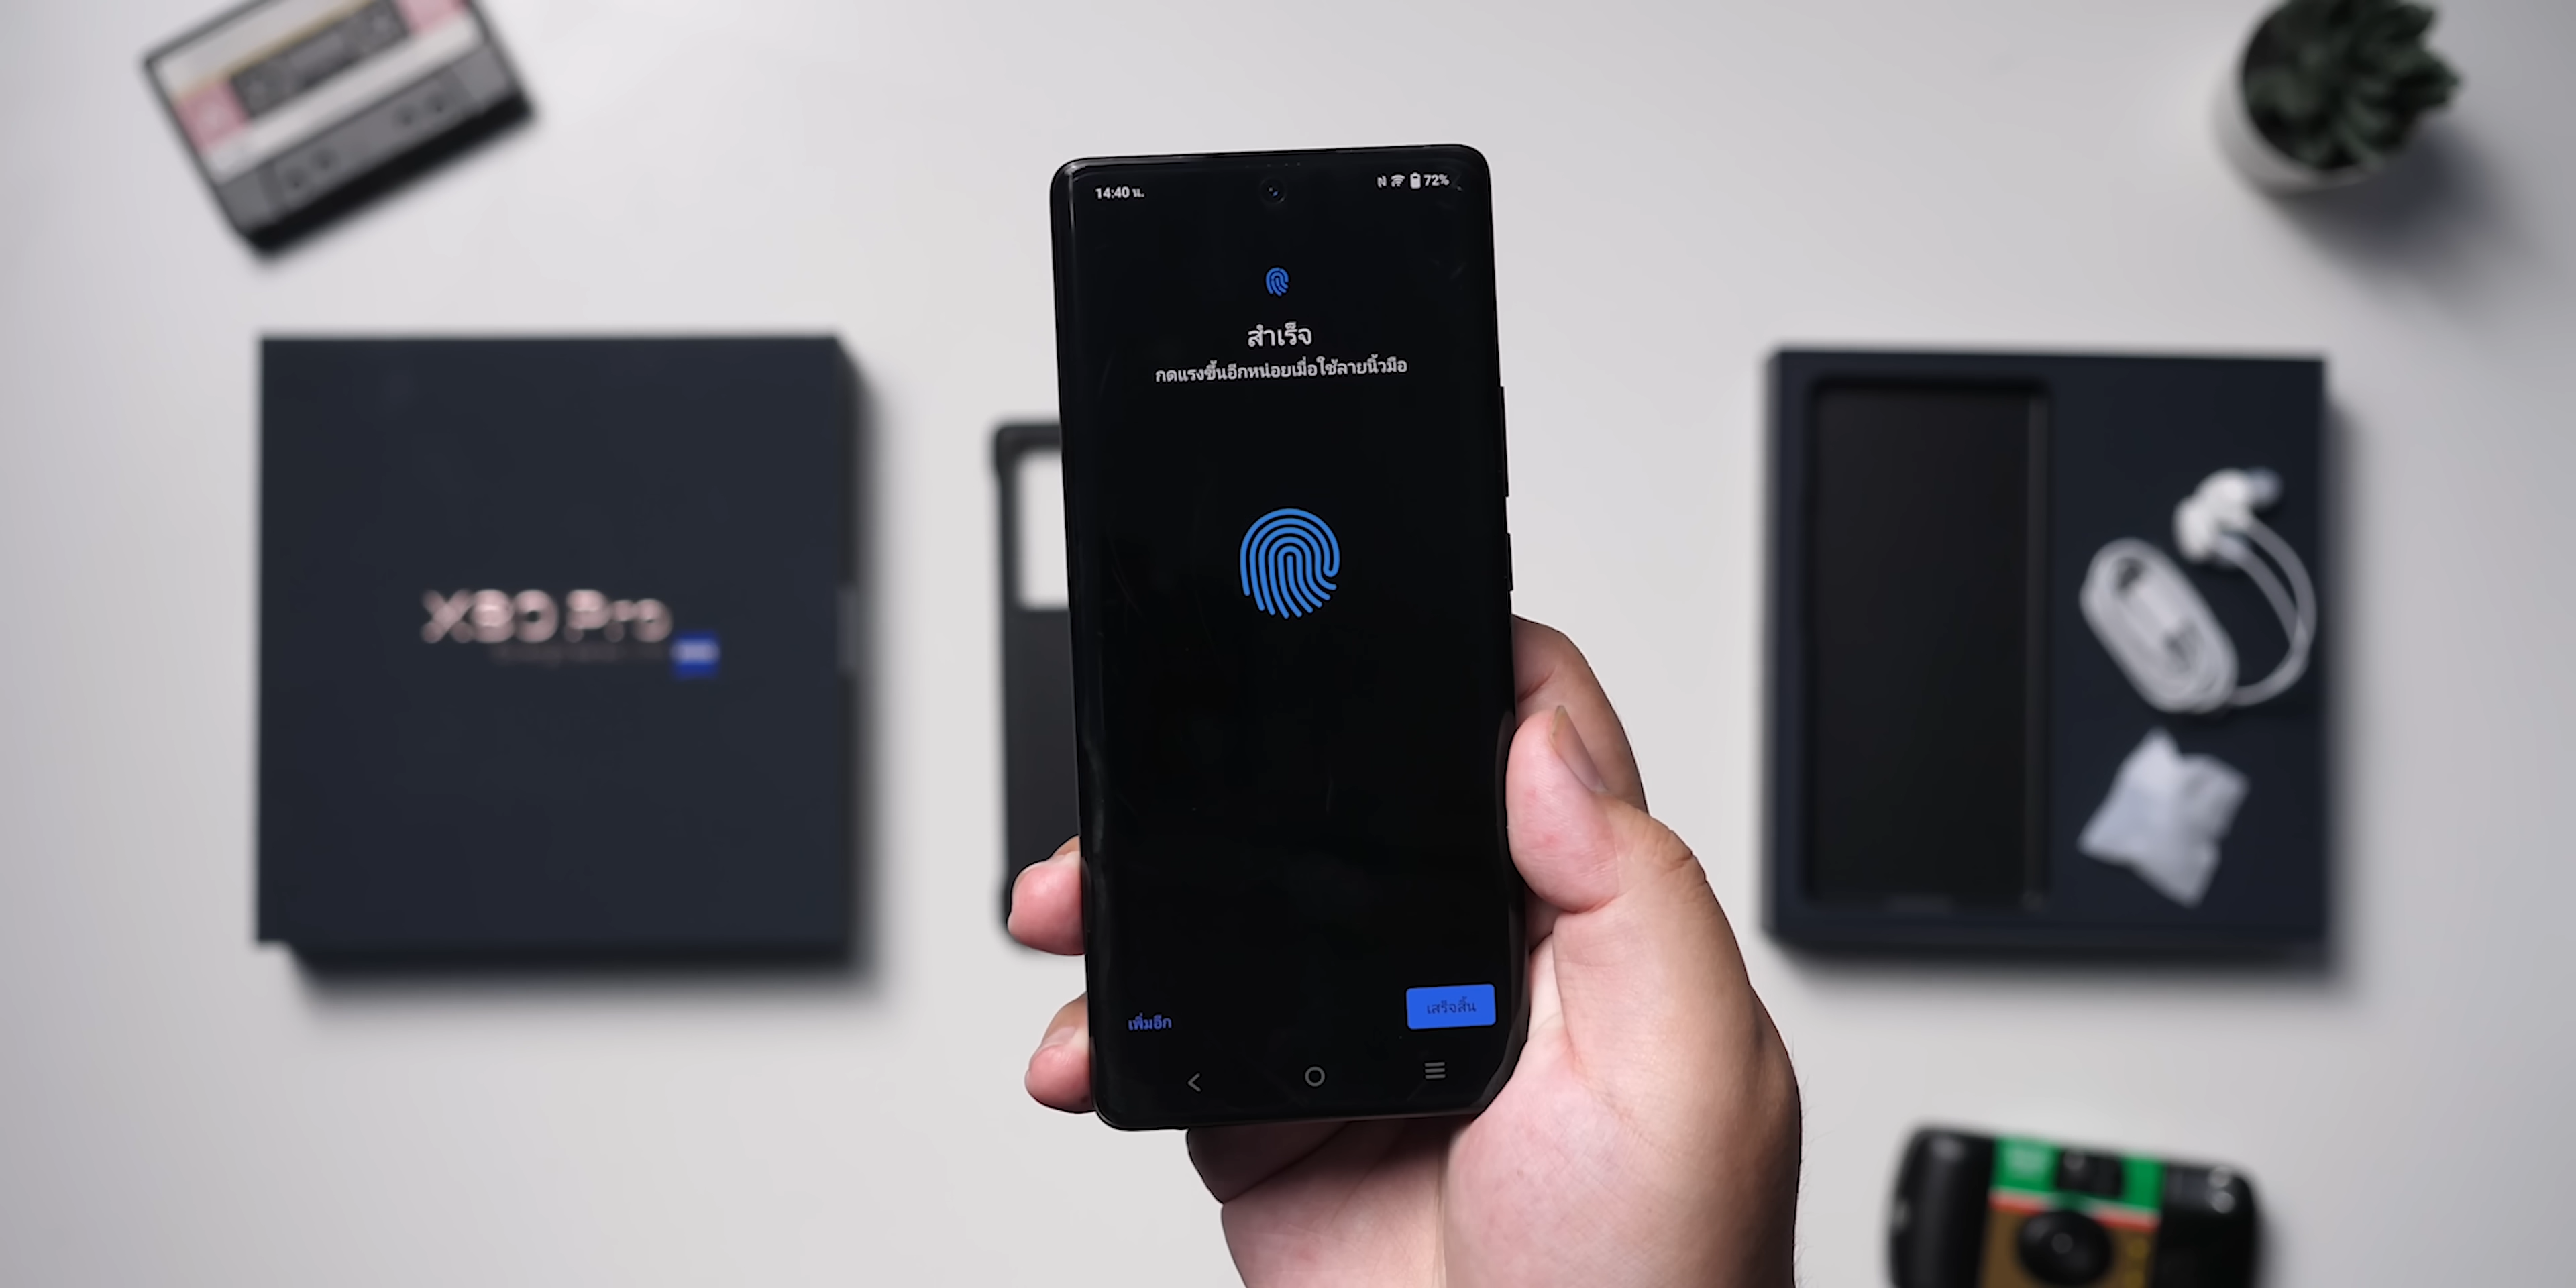 14:40 น.
72%
สำเร็จ
กดแรงขึ้นอีกหน่อยเมื่อใช้ลายนิ้วมือ
X80 Pro
เพิ่มอีก
เสร็จสิ้น